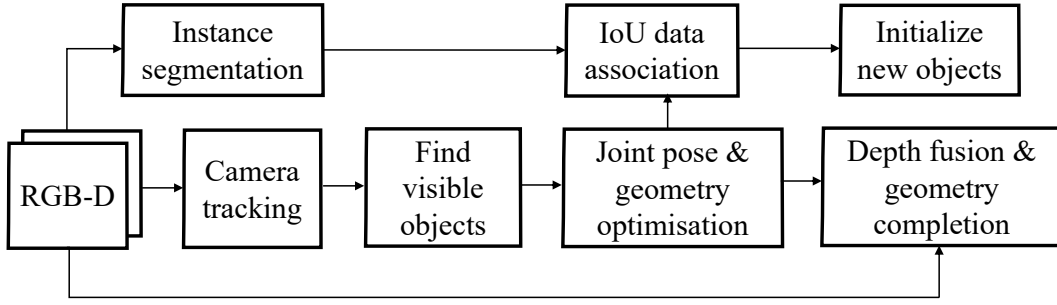 Instance
segmentation
IoU data
association
Initialize
new objects
RGB-D
Camera
tracking
Find
visible
objects
Joint pose &
geometry
optimisation
Depth fusion &
geometry
completion